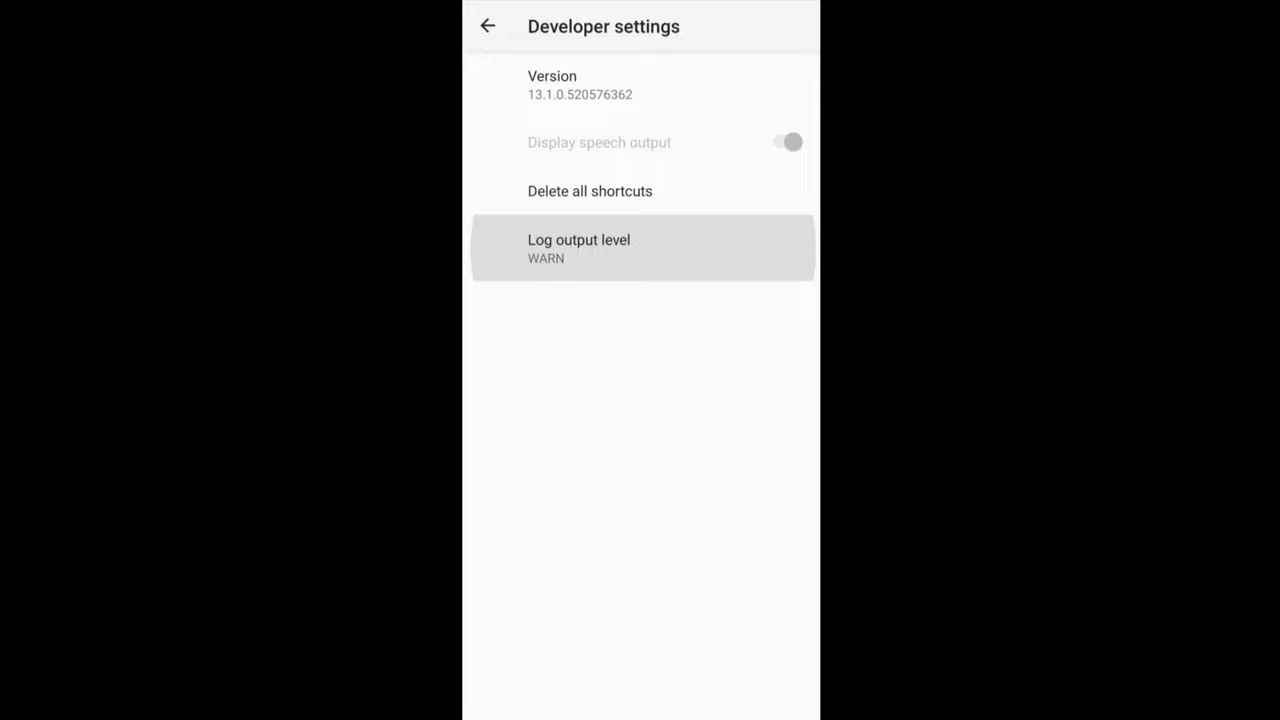 Developer settings
Version
13.1.0.520576362
Display speech output
Delete all shortcuts
Log output level
WARN